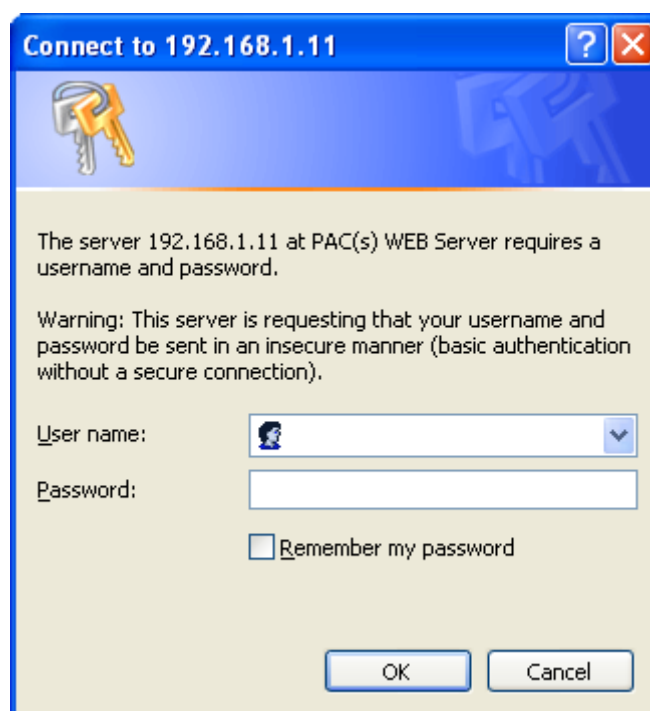 Connect to 192.168.1.11
The server 192.168.1.11 at PAC(s) WEB Server requires a
username and password.
Warning: This server is requesting that your username and
password be sent in an insecure manner (basic authentication
without a secure connection).
User name:
Password:
Remember my password
OK
Cancel